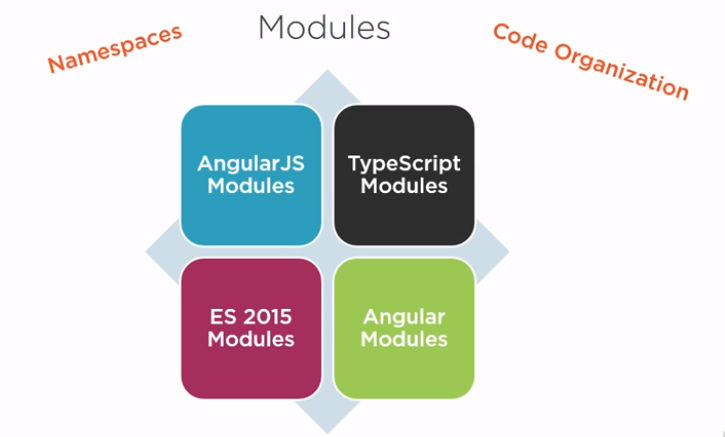 Namespaces
Modules
Code Organization
AngularJS
Modules
TypeScript
Modules
ES 2015
Modules
Angular
Modules